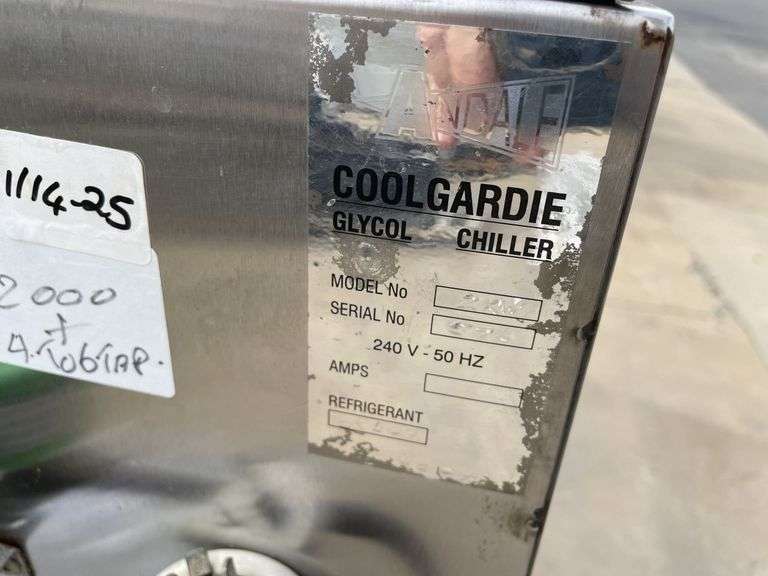 ANDALE
COOLGARDIE
GLYCOL CHILLER
MODEL No
SERIAL No
240 V - 50 HZ
AMPS
REFRIGERANT
1114-25
2000
+